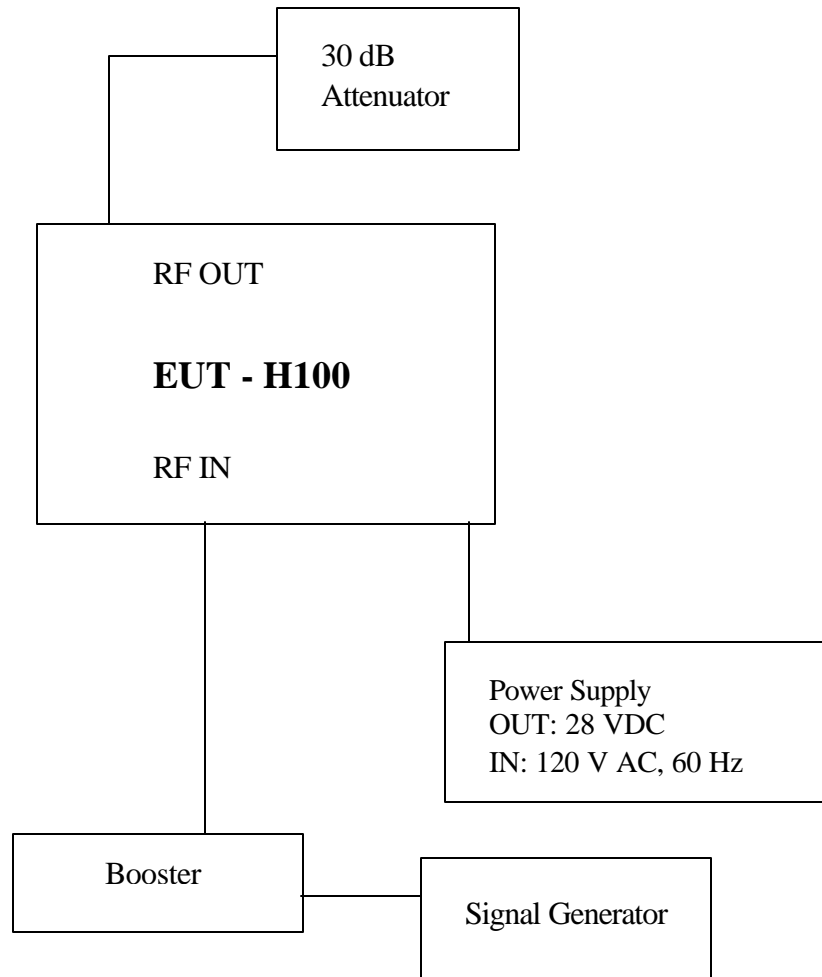 30 dB
Attenuator
RF OUT
EUT - H100
RF IN
Power Supply
OUT: 28 VDC
IN: 120 V AC, 60 Hz
Booster
Signal Generator